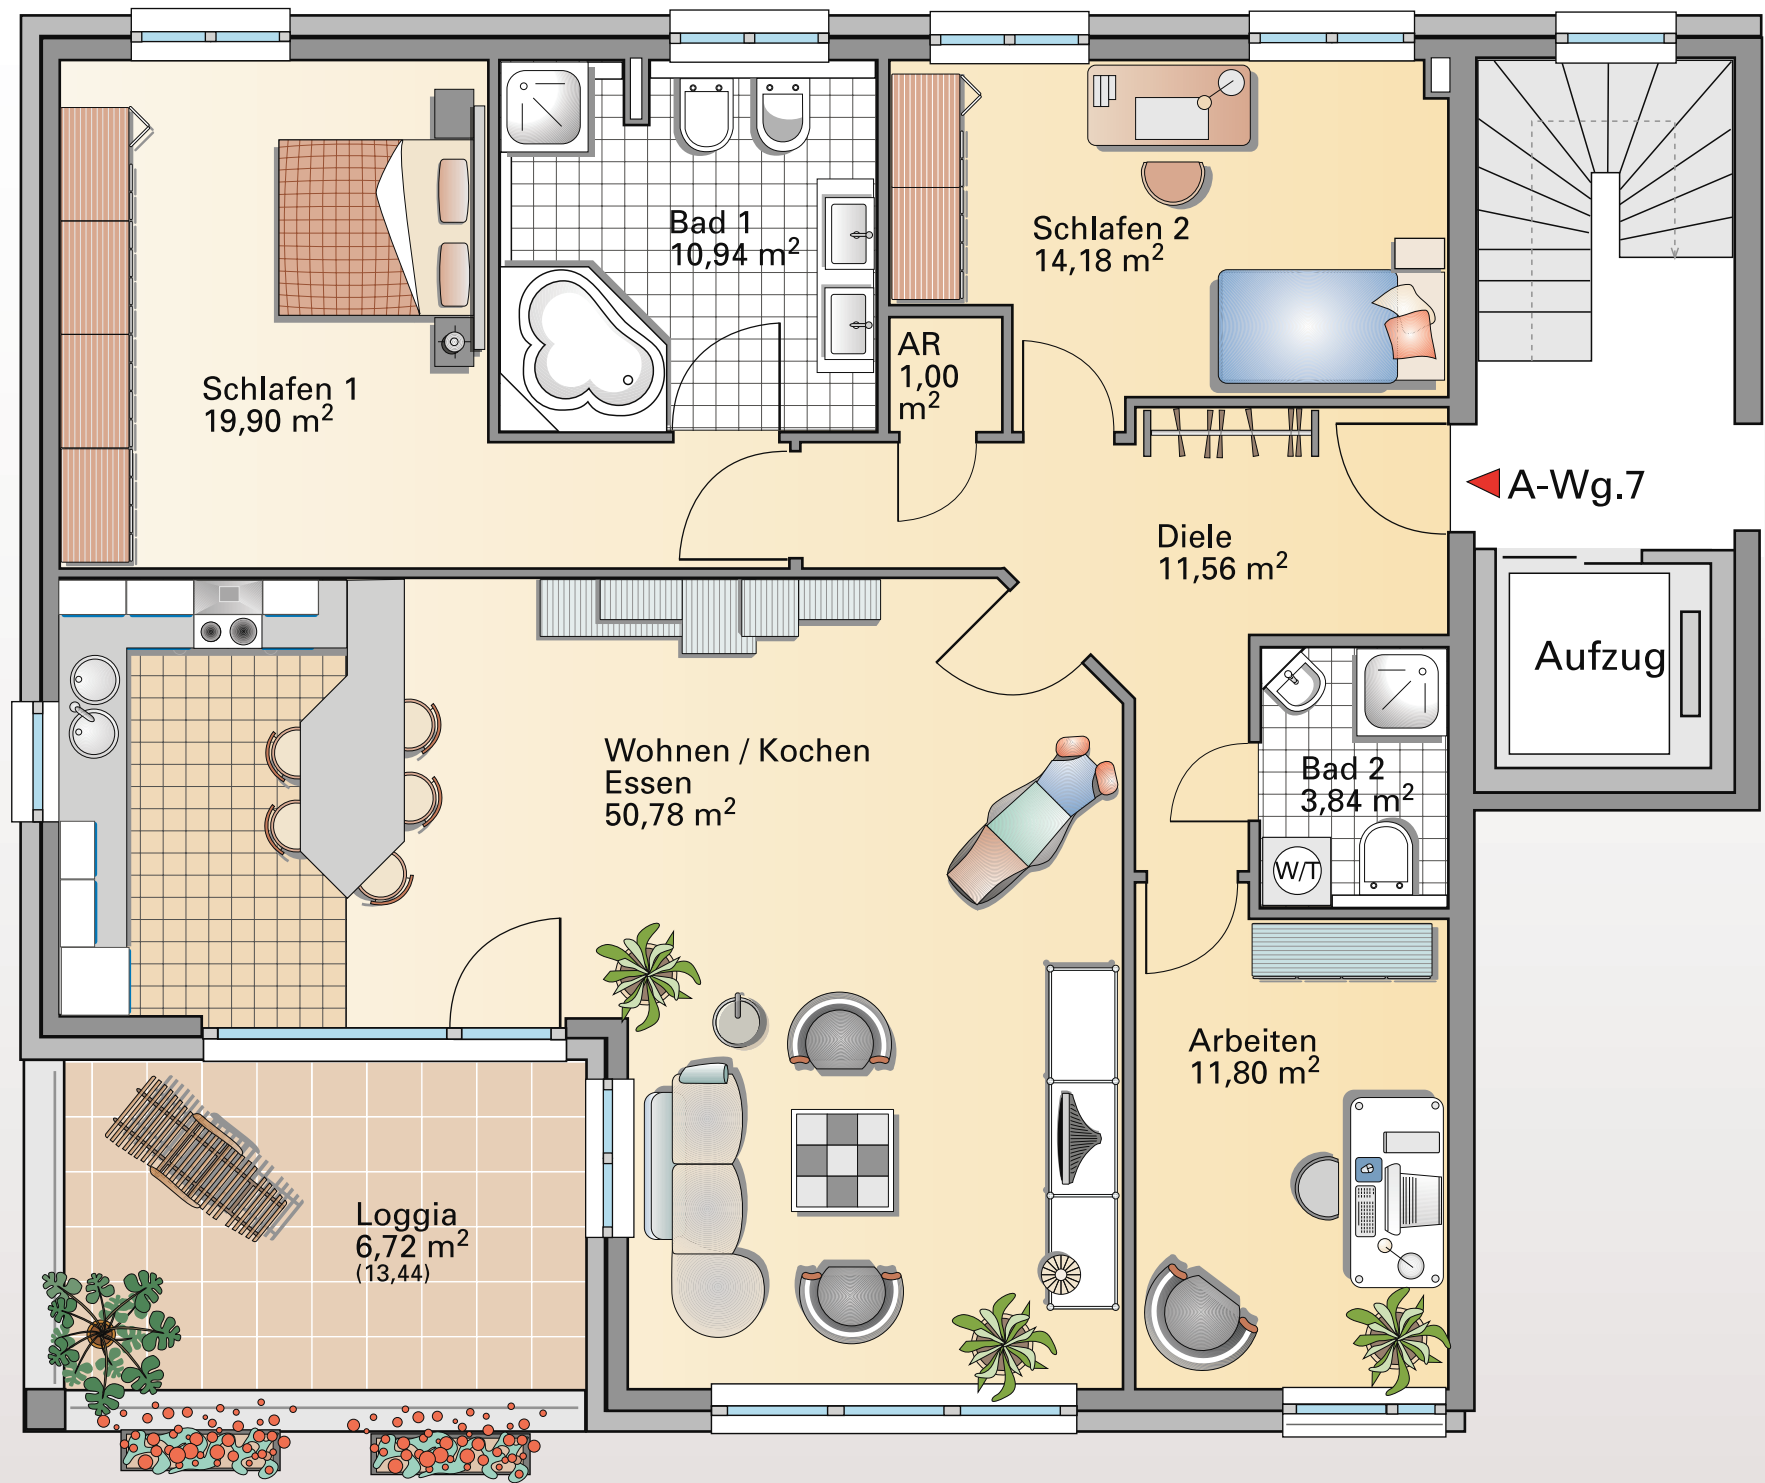 Schlafen 1
19,90 m²
Bad 1
10,94 m²
Schlafen 2
14,18 m²
AR
1,00
m²
A-Wg.7
Diele
11,56 m²
Aufzug
Wohnen / Kochen
Essen
50,78 m²
Bad 2
3,84 m²
W/T
Arbeiten
11,80 m²
Loggia
6,72 m²
(13,44)